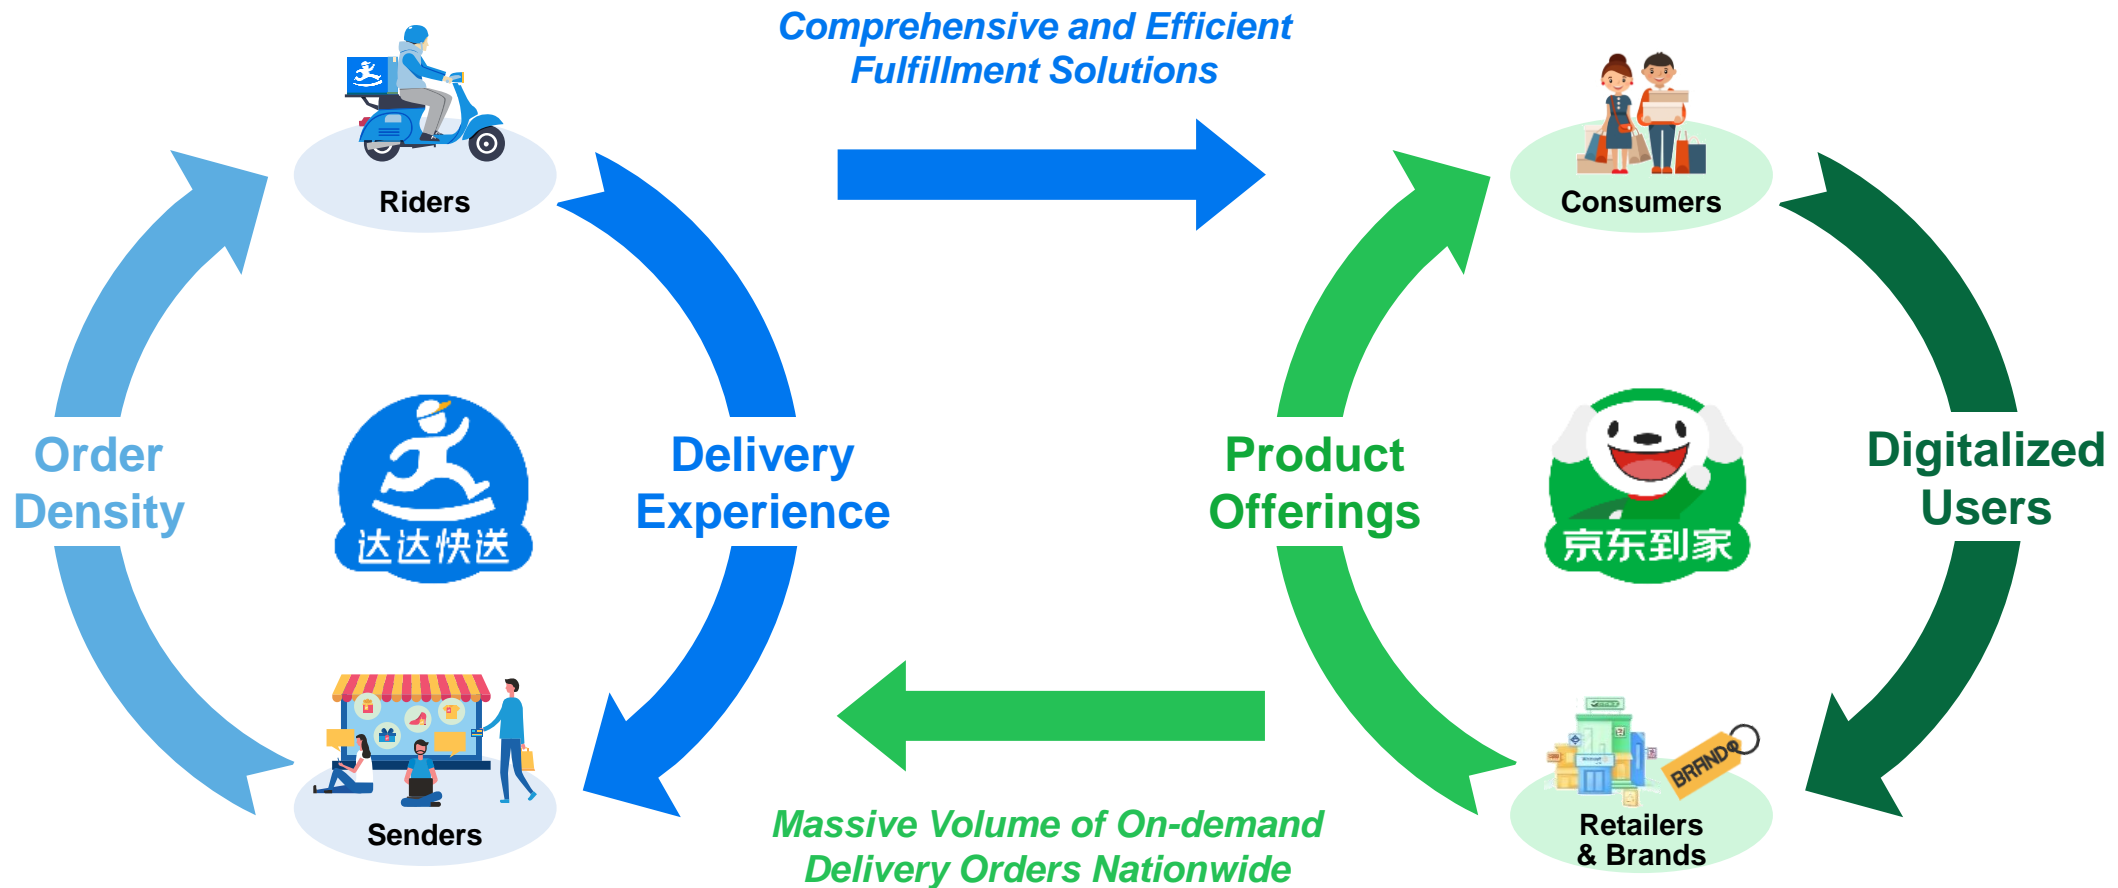 Comprehensive and Efficient
Fulfillment Solutions
Riders
Consumers
Order
Density
达达快送
Delivery
Experience
Product
Offerings
京东到家
Digitalized
Users
BRAND
Senders
Massive Volume of On-demand
Delivery Orders Nationwide
Retailers
& Brands